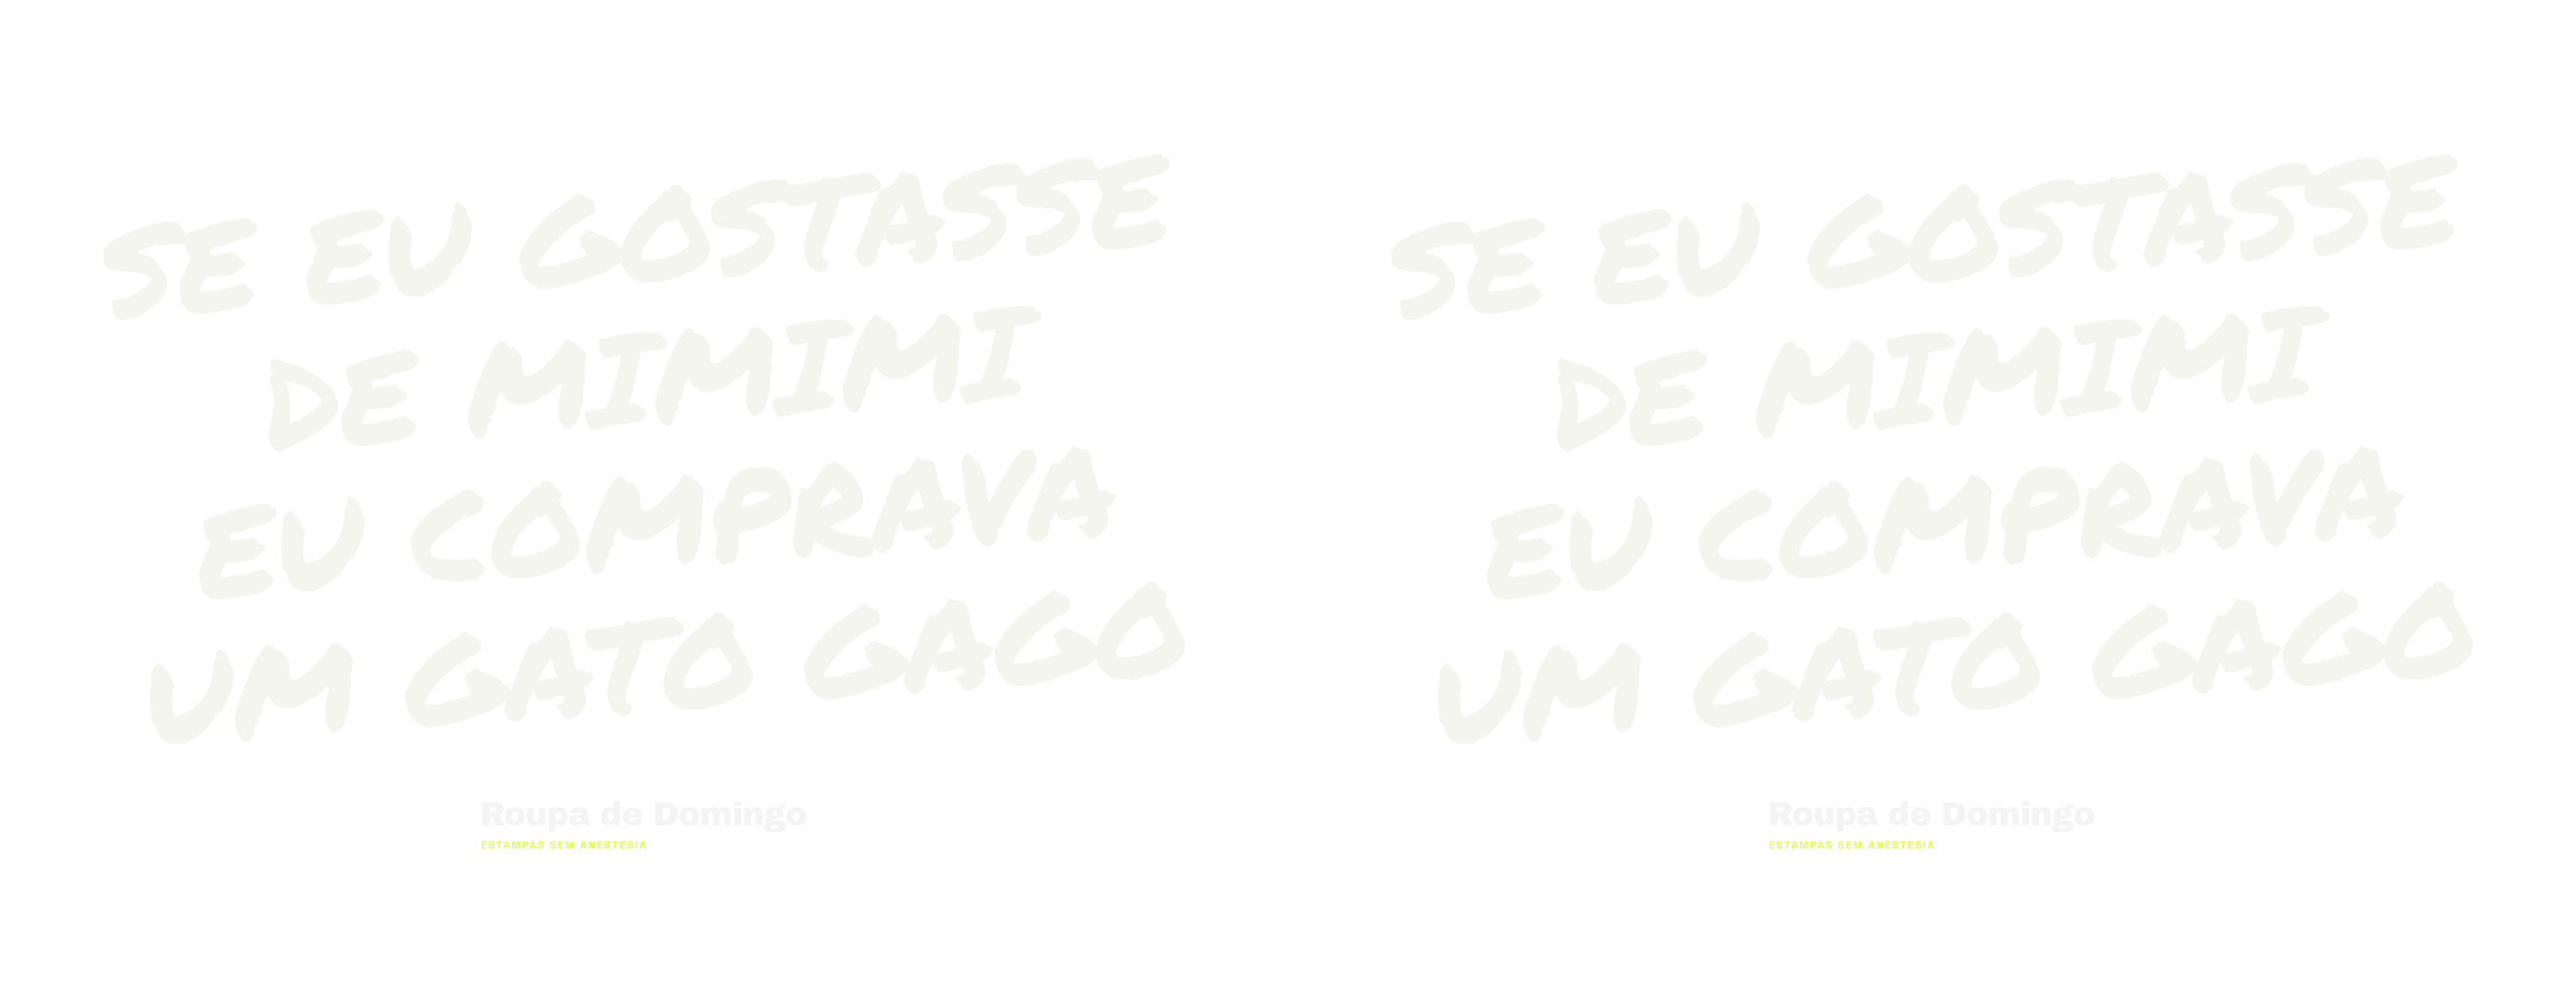 SE EU GOSTASSE
DE MIMIMI
EU COMPRAVA
UM GATO GAGO
Roupa de Domingo
ESTAMPAS SEM ANESTESIA
SE EU GOSTASSE
DE MIMIMI
EU COMPRAVA
UM GATO GAGO
Roupa de Domingo
ESTAMPAS SEM ANESTESIA